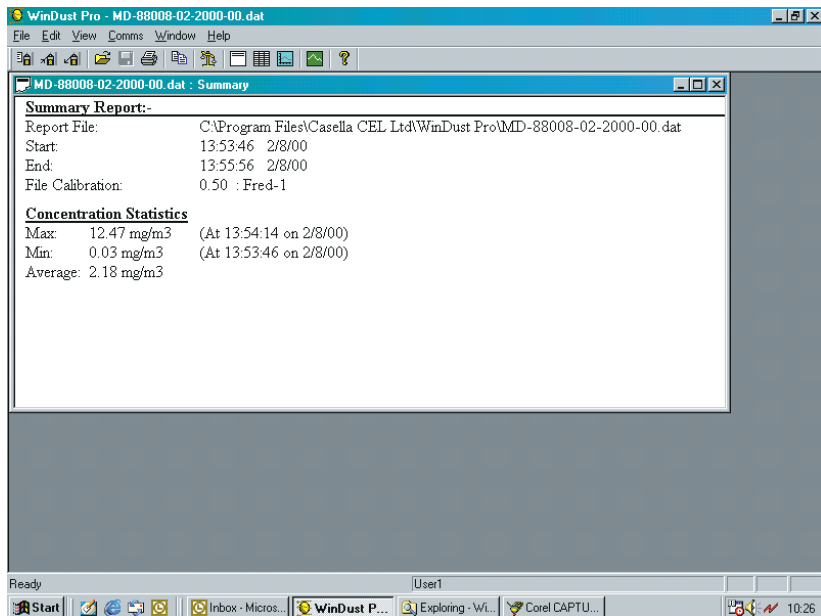 WinDust Pro - MD-88008-02-2000-00.dat
File Edit View Comms Window Help
MD-88008-02-2000-00.dat : Summary
Summary Report:-
Report File: C:\Program Files\Casella CEL Ltd\WinDust Pro\MD-88008-02-2000-00.dat
Start: 13:53:46 2/8/00
End: 13:55:56 2/8/00
File Calibration: 0.50 : Fred-1
Concentration Statistics
Max: 12.47 mg/m3 (At 13:54:14 on 2/8/00)
Min: 0.03 mg/m3 (At 13:53:46 on 2/8/00)
Average: 2.18 mg/m3
Ready User1
Start Inbox - Micros... WinDust P... Exploring - Wi... Corel CAPTU... 10:26